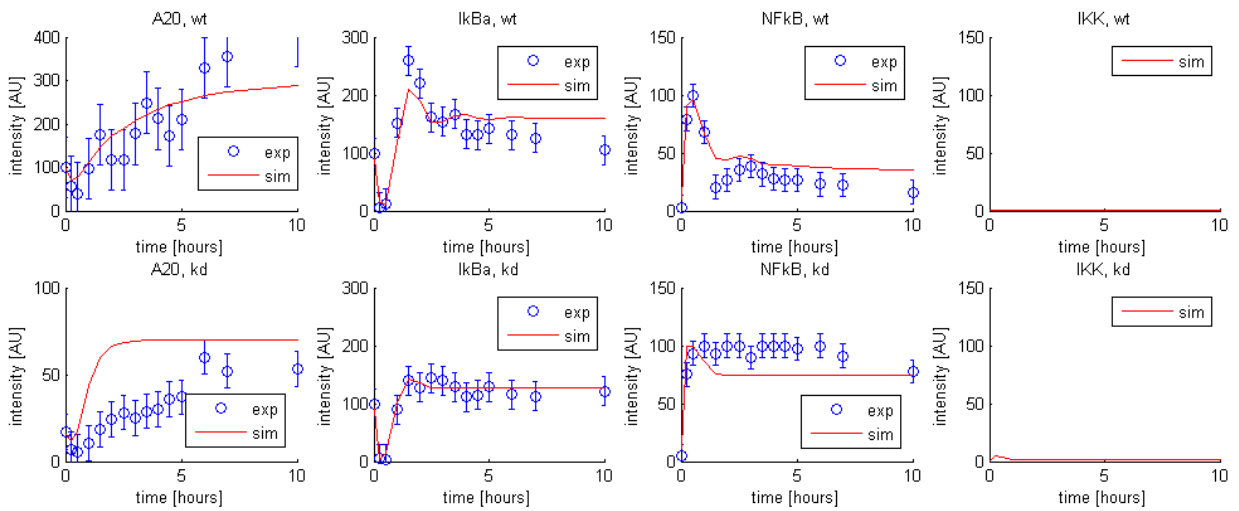 A20, wt
IkBa, wt
NFkB, wt
IKK, wt
intensity [AU]
400
300
200
100
0
exp
sim
0 5 10
time [hours]
intensity [AU]
300
200
100
0
exp
sim
0 5 10
time [hours]
intensity [AU]
150
100
50
0
exp
sim
0 5 10
time [hours]
intensity [AU]
150
100
50
0
sim
0 5 10
time [hours]
A20, kd
IkBa, kd
NFkB, kd
IKK, kd
intensity [AU]
100
50
0
exp
sim
0 5 10
time [hours]
intensity [AU]
300
200
100
0
exp
sim
0 5 10
time [hours]
intensity [AU]
150
100
50
0
exp
sim
0 5 10
time [hours]
intensity [AU]
150
100
50
0
sim
0 5 10
time [hours]